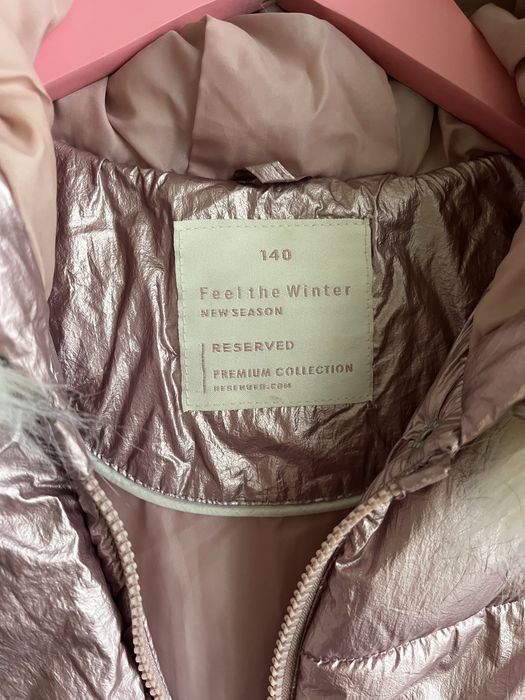 140
Feel the Winter
NEW SEASON
RESERVED
PREMIUM COLLECTION
RESERVED.COM